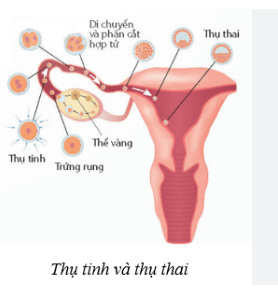 Di chuyển
và phân cắt
hợp tử
Thụ thai
Thể vàng
Thụ tinh
Trứng rụng
Thụ tinh và thụ thai